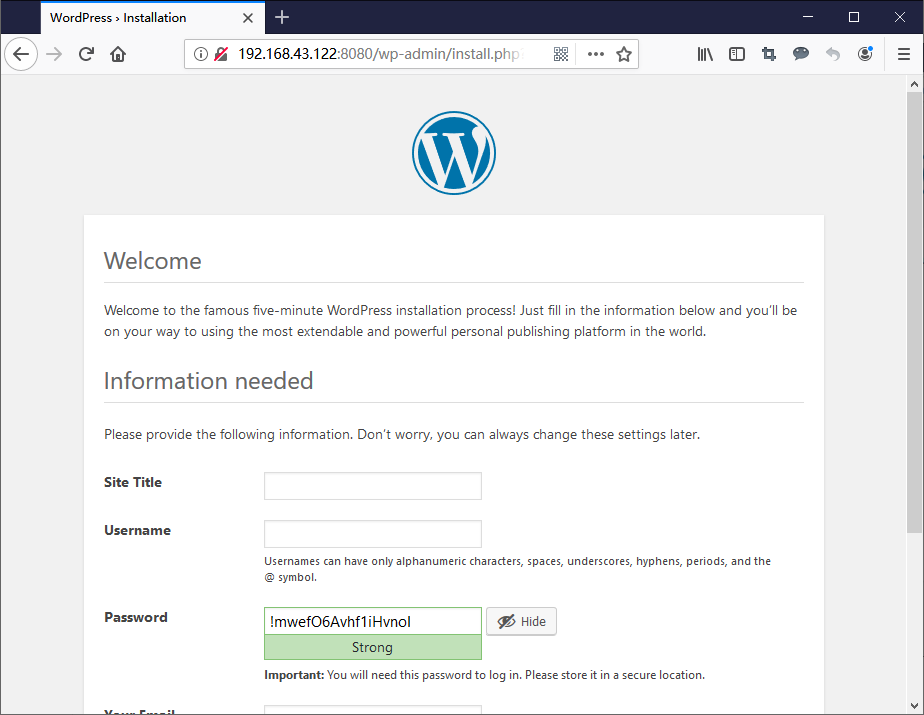 WordPress › Installation
192.168.43.122:8080/wp-admin/install.php
Welcome
Welcome to the famous five-minute WordPress installation process! Just fill in the information below and you’ll be
on your way to using the most extendable and powerful personal publishing platform in the world.
Information needed
Please provide the following information. Don’t worry, you can always change these settings later.
Site Title
Username
Usernames can have only alphanumeric characters, spaces, underscores, hyphens, periods, and the
@ symbol.
Password
!mwefO6Avhf1iHvnoI
Hide
Strong
Important: You will need this password to log in. Please store it in a secure location.
Your Email